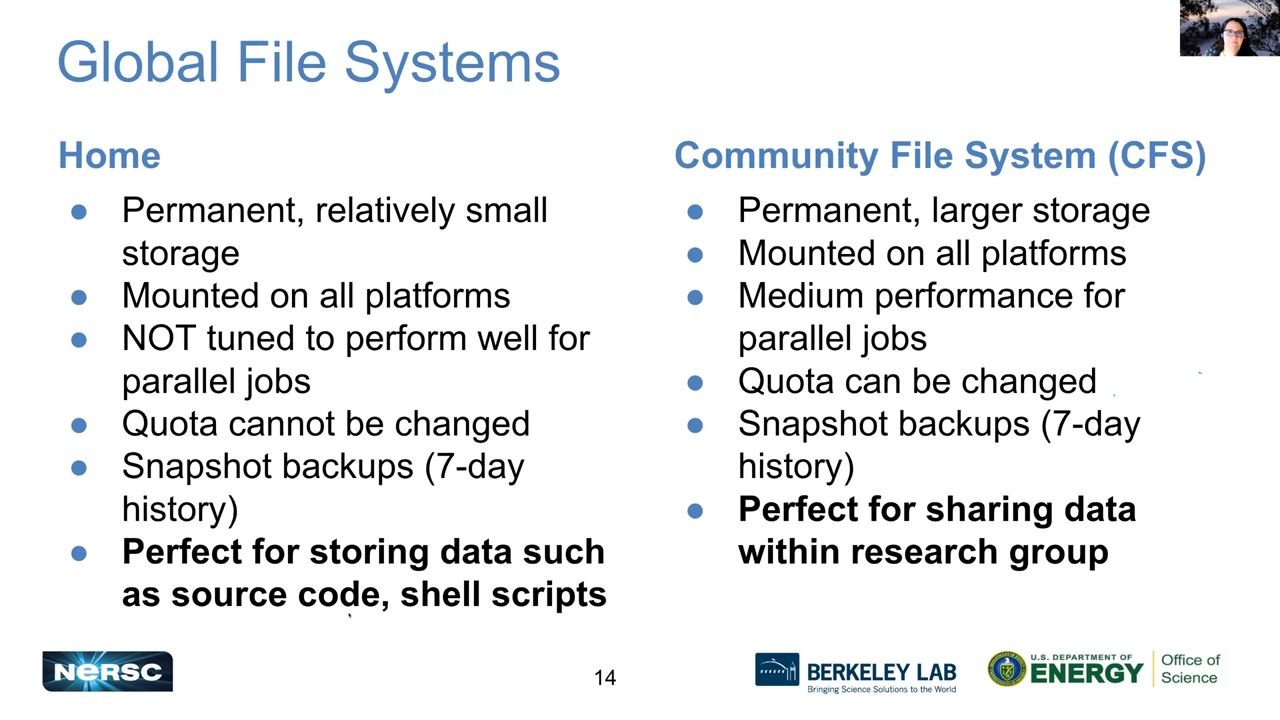 Global File Systems
Home
● Permanent, relatively small
storage
● Mounted on all platforms
● NOT tuned to perform well for
parallel jobs
● Quota cannot be changed
● Snapshot backups (7-day
history)
● Perfect for storing data such
as source code, shell scripts
Community File System (CFS)
● Permanent, larger storage
● Mounted on all platforms
● Medium performance for
parallel jobs
● Quota can be changed
● Snapshot backups (7-day
history)
● Perfect for sharing data
within research group
NERSC
14
BERKELEY LAB
Bringing Science Solutions to the World
U.S. DEPARTMENT OF
ENERGY
Office of
Science